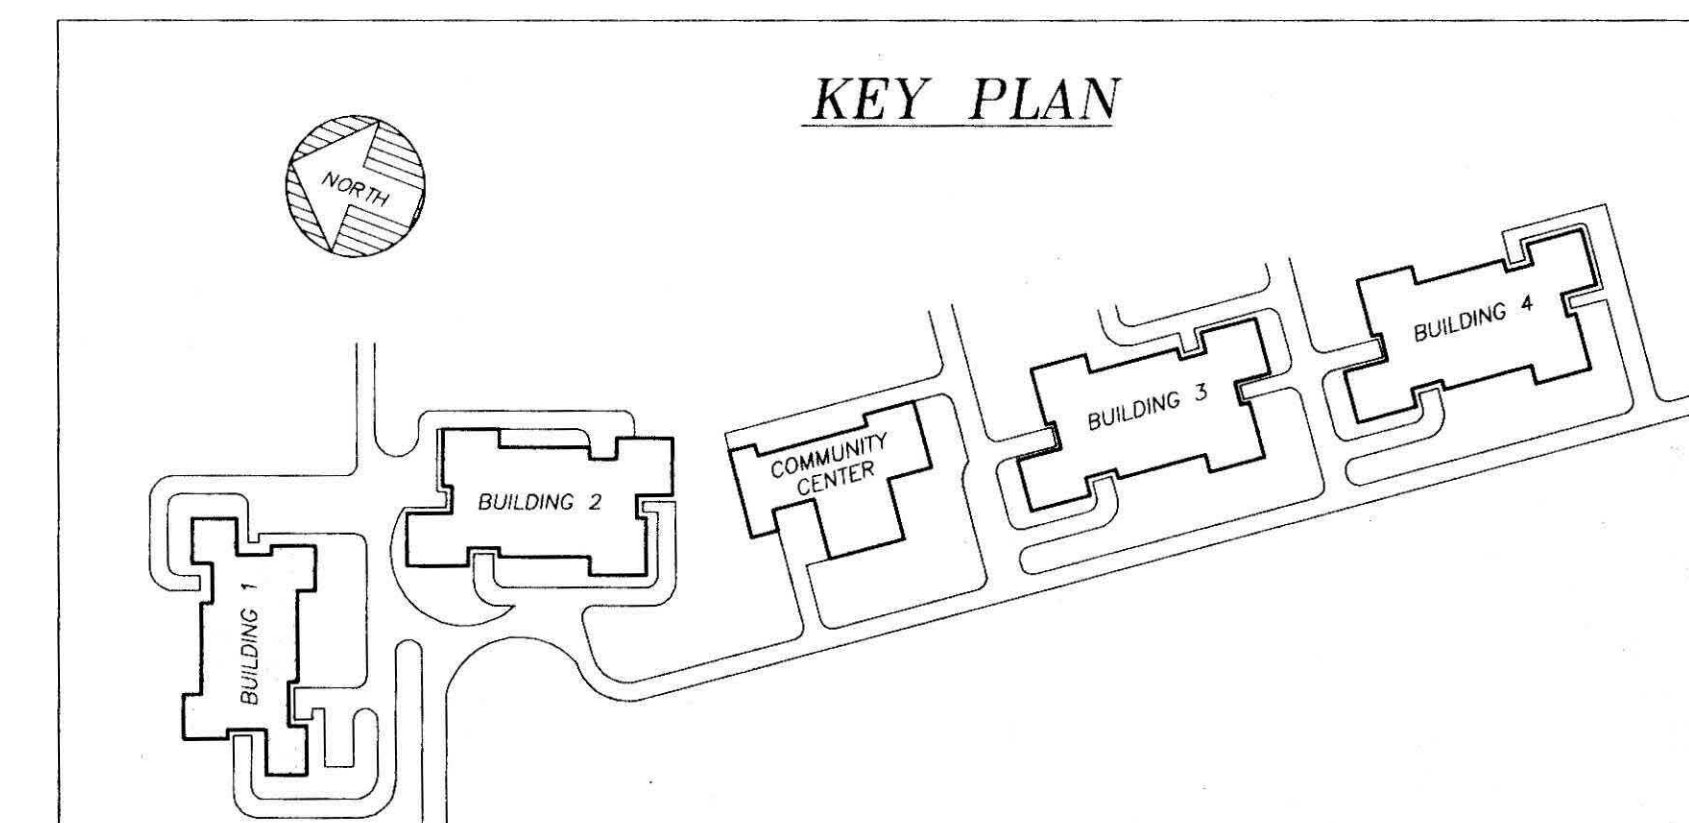 KEY PLAN
NORTH
BUILDING 4
BUILDING 3
COMMUNITY
CENTER
BUILDING 2
BUILDING 1